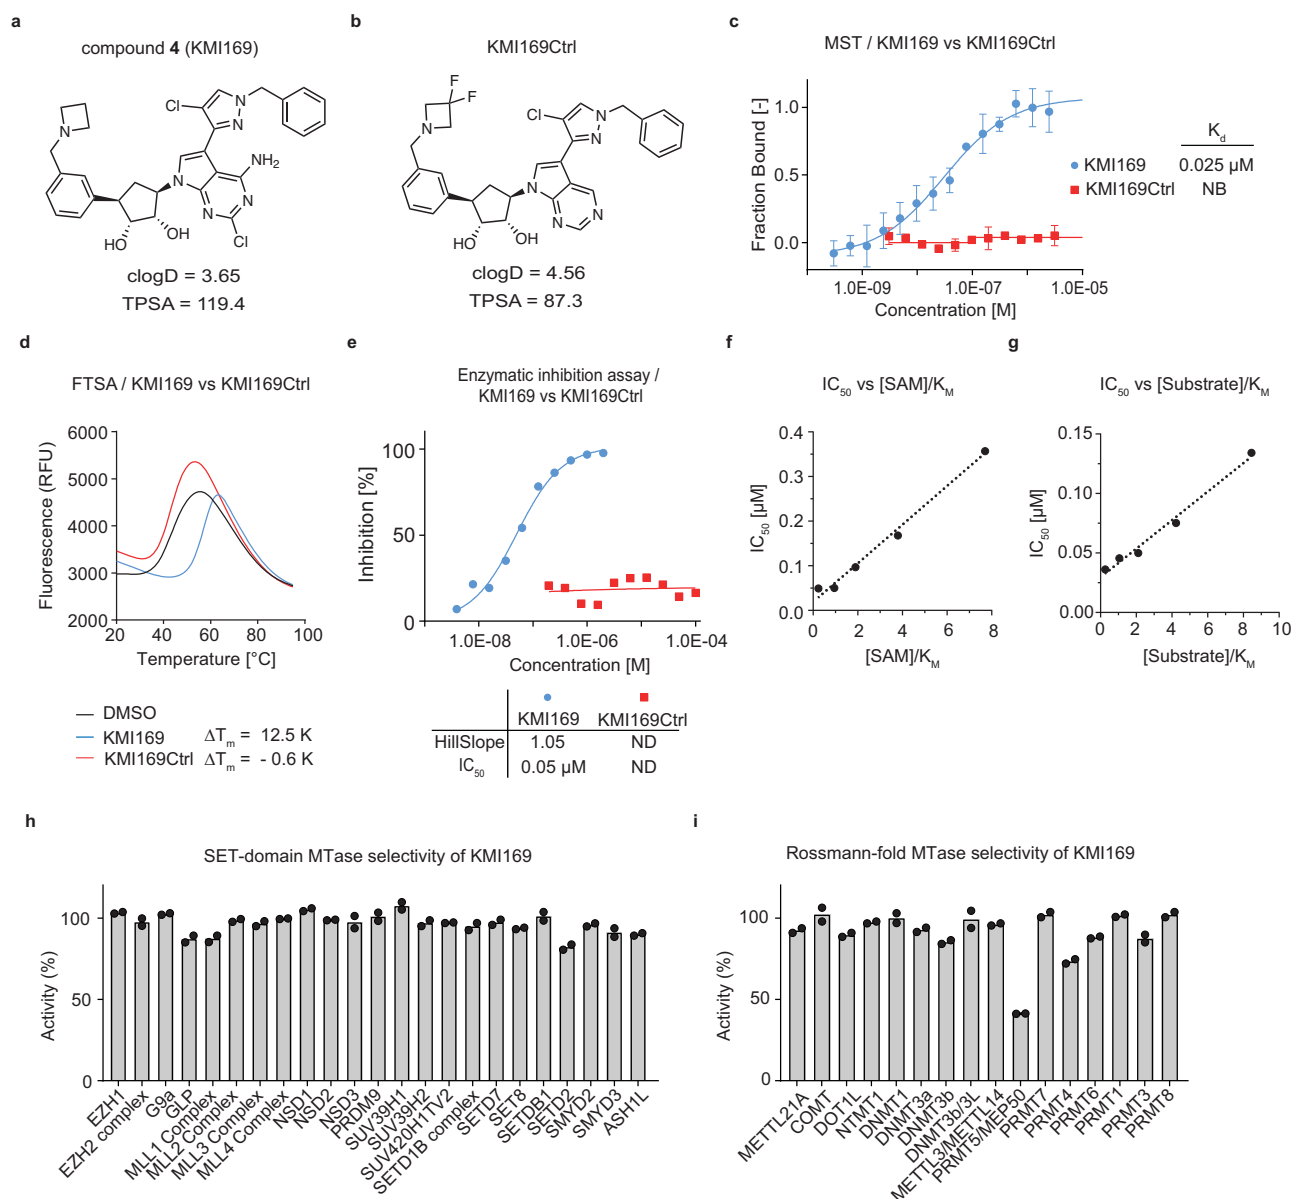 a
compound 4 (KMI169)
N
N
Cl
N
N
NH₂
N
N
N
Cl
HO
OH
clogD = 3.65
TPSA = 119.4
b
KMI169Ctrl
F
F
N
Cl
N
N
N
N
N
HO
OH
clogD = 4.56
TPSA = 87.3
c
MST / KMI169 vs KMI169Ctrl
Fraction Bound [-]
1.0
0.5
0.0
1.0E-09
1.0E-07
1.0E-05
Concentration [M]
Kd
KMI169 0.025 µM
KMI169Ctrl NB
d
FTSA / KMI169 vs KMI169Ctrl
Fluorescence (RFU)
6000
5000
4000
3000
2000
20
40
60
80
100
Temperature [°C]
DMSO
KMI169 ΔTm = 12.5 K
KMI169Ctrl ΔTm = - 0.6 K
e
Enzymatic inhibition assay /
KMI169 vs KMI169Ctrl
Inhibition [%]
100
50
0
1.0E-08
1.0E-06
1.0E-04
Concentration [M]
KMI169 KMI169Ctrl
HillSlope 1.05 ND
IC50 0.05 µM ND
f
IC50 vs [SAM]/KM
IC50 [µM]
0.4
0.3
0.2
0.1
0.0
0
2
4
6
8
[SAM]/KM
g
IC50 vs [Substrate]/KM
IC50 [µM]
0.15
0.10
0.05
0.00
0
2
4
6
8
10
[Substrate]/KM
h
SET-domain MTase selectivity of KMI169
Activity (%)
100
50
0
EZH1
EZH2 complex
G9a
GLP
MLL1 Complex
MLL2 Complex
MLL3 Complex
MLL4 Complex
NSD1
NSD2
NSD3
PRDM9
SUV39H1
SUV39H2
SUV420H1TV2
SETD1B complex
SETD7
SET8
SETDB1
SETD2
SMYD2
SMYD3
ASH1L
i
Rossmann-fold MTase selectivity of KMI169
Activity (%)
100
50
0
METTL21A
COMT
DOT1L
NTMT1
DNMT1
DNMT3a
DNMT3b
DNMT3b/3L
METTL3/METTL14
PRMT5/MEP50
PRMT7
PRMT4
PRMT6
PRMT1
PRMT3
PRMT8